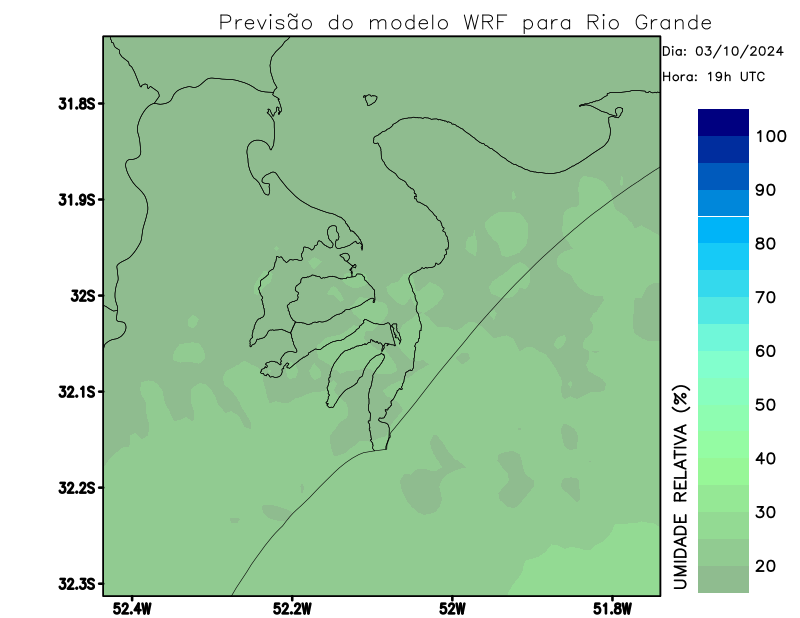 Previsão do modelo WRF para Rio Grande
Dia: 03/10/2024
Hora: 19h UTC
31.8S
31.9S
32S
32.1S
32.2S
32.3S
52.4W
52.2W
52W
51.8W
UMIDADE RELATIVA (%)
100
90
80
70
60
50
40
30
20